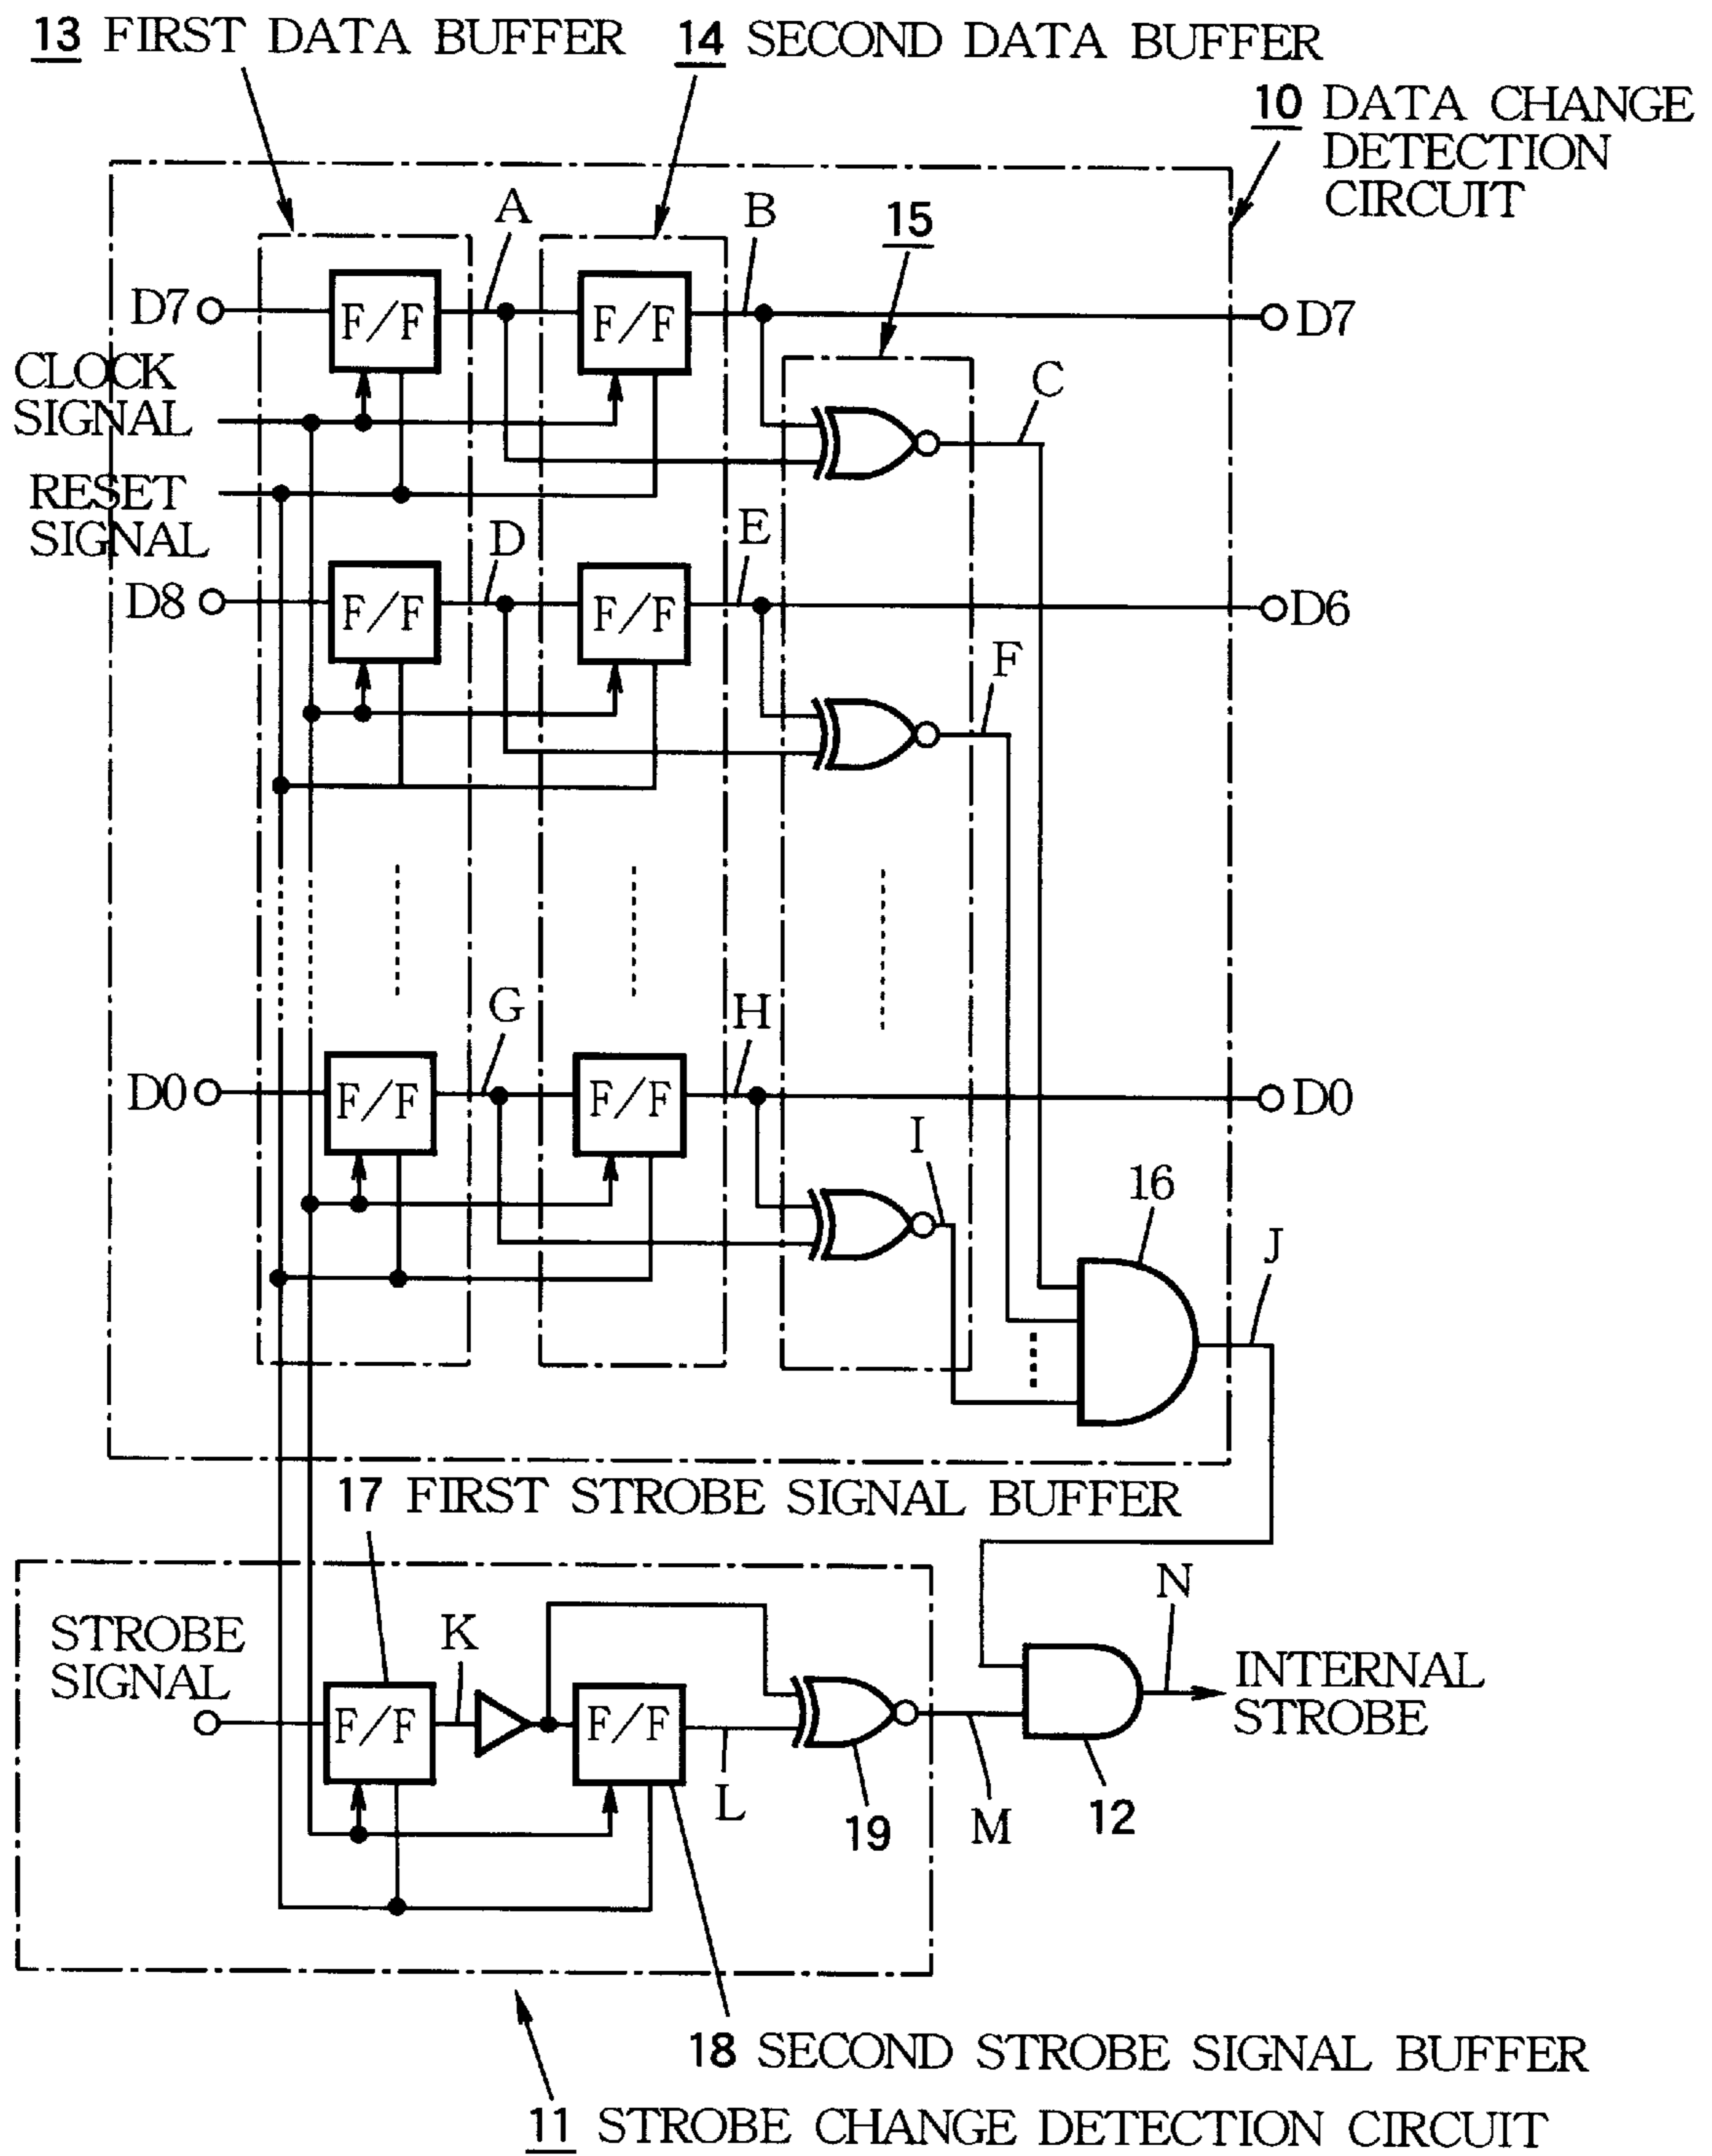 13 FIRST DATA BUFFER
14 SECOND DATA BUFFER
10 DATA CHANGE
DETECTION
CIRCUIT
A
B
15
D7
F/F
F/F
D7
CLOCK
SIGNAL
C
RESET
SIGNAL
D
E
D8
F/F
F/F
D6
F
G
H
D0
F/F
F/F
D0
I
16
J
17 FIRST STROBE SIGNAL BUFFER
STROBE
SIGNAL
K
N
F/F
F/F
INTERNAL
STROBE
L
19
M
12
18 SECOND STROBE SIGNAL BUFFER
11 STROBE CHANGE DETECTION CIRCUIT